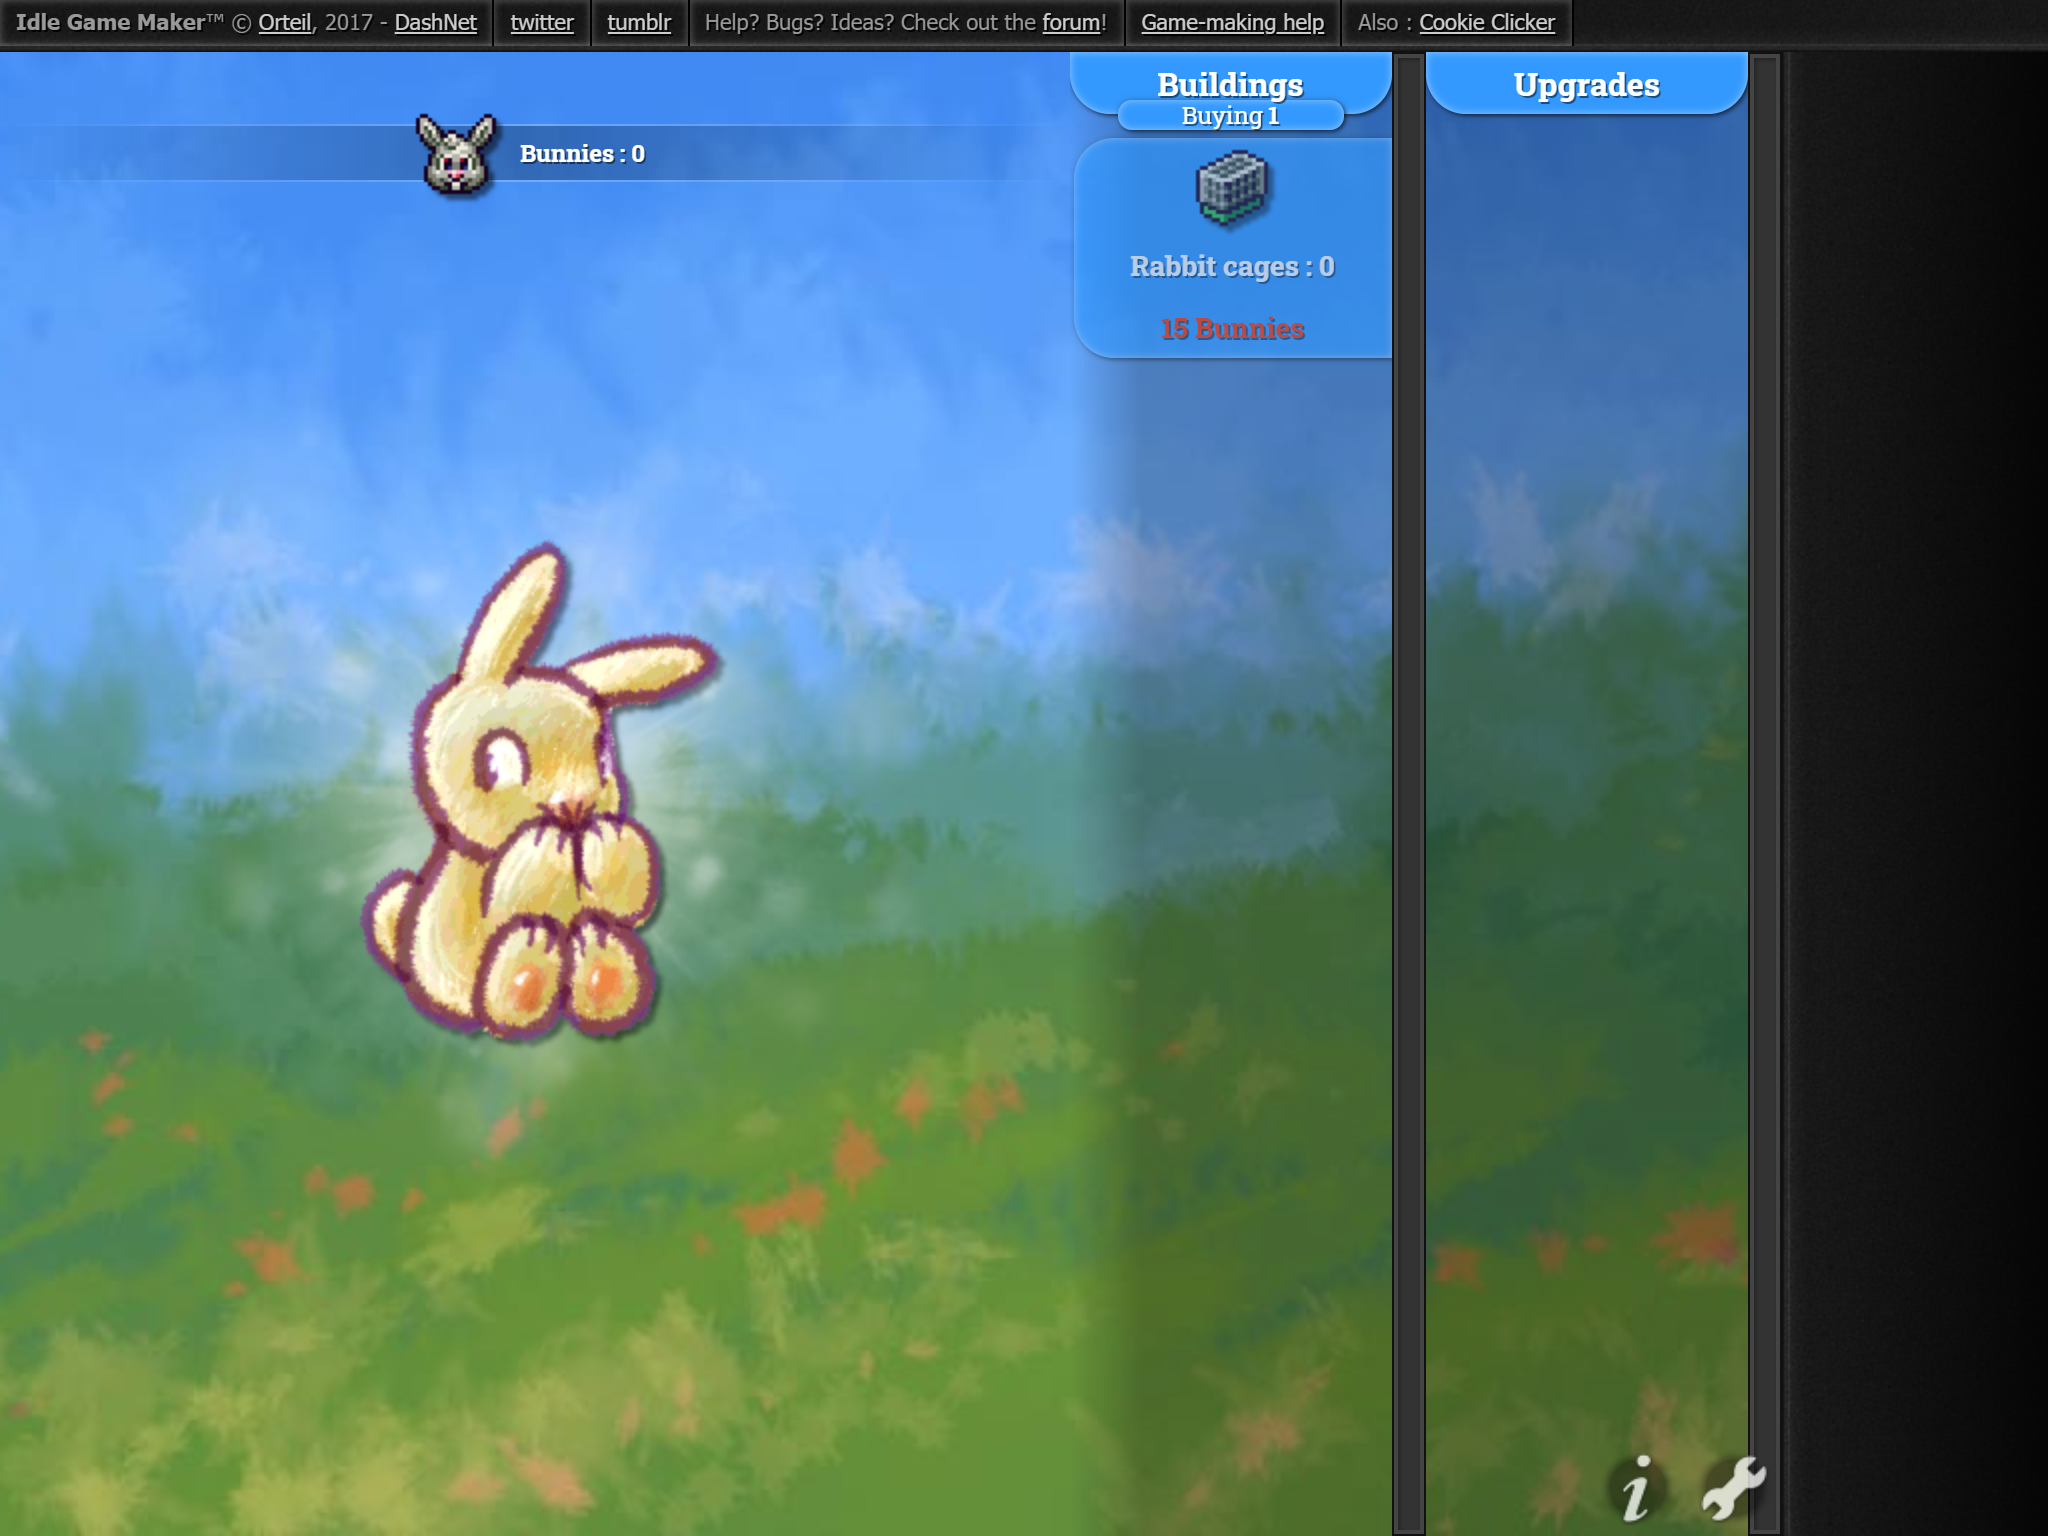 Idle Game Maker™ © Orteil, 2017 - DashNet
twitter
tumblr
Help? Bugs? Ideas? Check out the forum!
Game-making help
Also : Cookie Clicker
Bunnies : 0
Buildings
Buying 1
Rabbit cages : 0
15 Bunnies
Upgrades